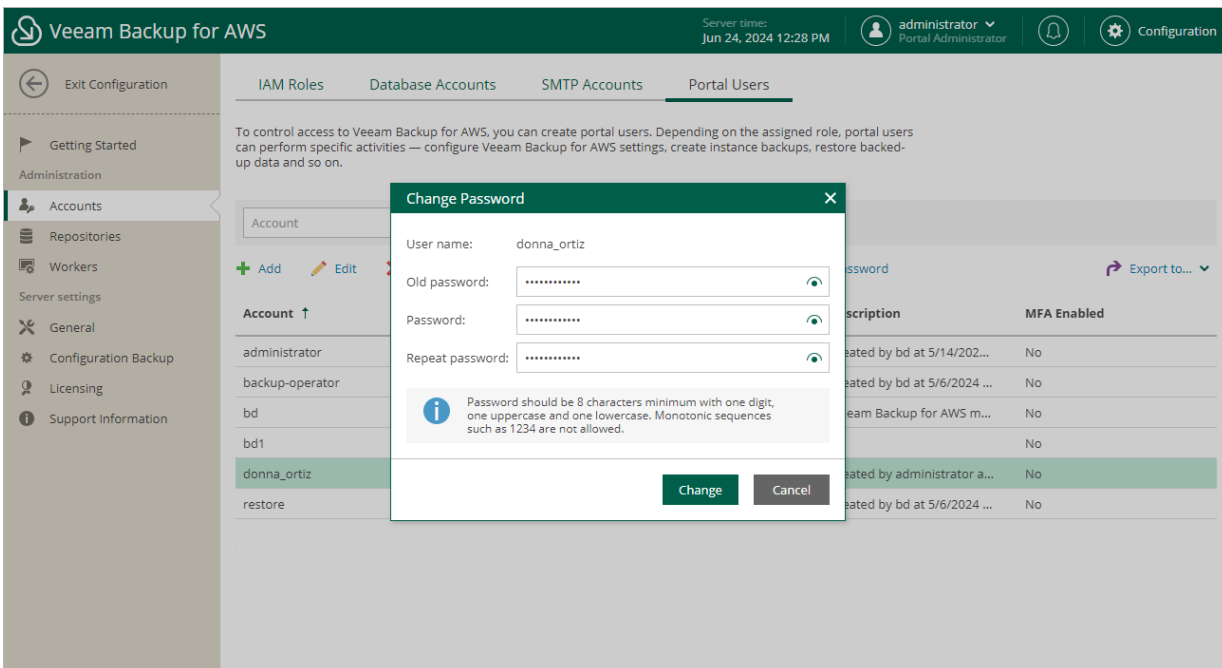 Veeam Backup for AWS
Server time:
Jun 24, 2024 12:28 PM
administrator
Portal Administrator
Configuration
Exit Configuration
Getting Started
Administration
Accounts
Repositories
Workers
Server settings
General
Configuration Backup
Licensing
Support Information
IAM Roles Database Accounts SMTP Accounts Portal Users
To control access to Veeam Backup for AWS, you can create portal users. Depending on the assigned role, portal users
can perform specific activities — configure Veeam Backup for AWS settings, create instance backups, restore backed-
up data and so on.
Account
Add Edit Export to...
Account ↑ MFA Enabled
administrator eated by bd at 5/14/202... No
backup-operator eated by bd at 5/6/2024 ... No
bd eam Backup for AWS m... No
bd1 No
donna_ortiz eated by administrator a... No
restore eated by bd at 5/6/2024 ... No
Change Password
User name: donna_ortiz
Old password: ••••••••••••
Password: ••••••••••••
Repeat password: ••••••••••••
Password should be 8 characters minimum with one digit,
one uppercase and one lowercase. Monotonic sequences
such as 1234 are not allowed.
Change Cancel